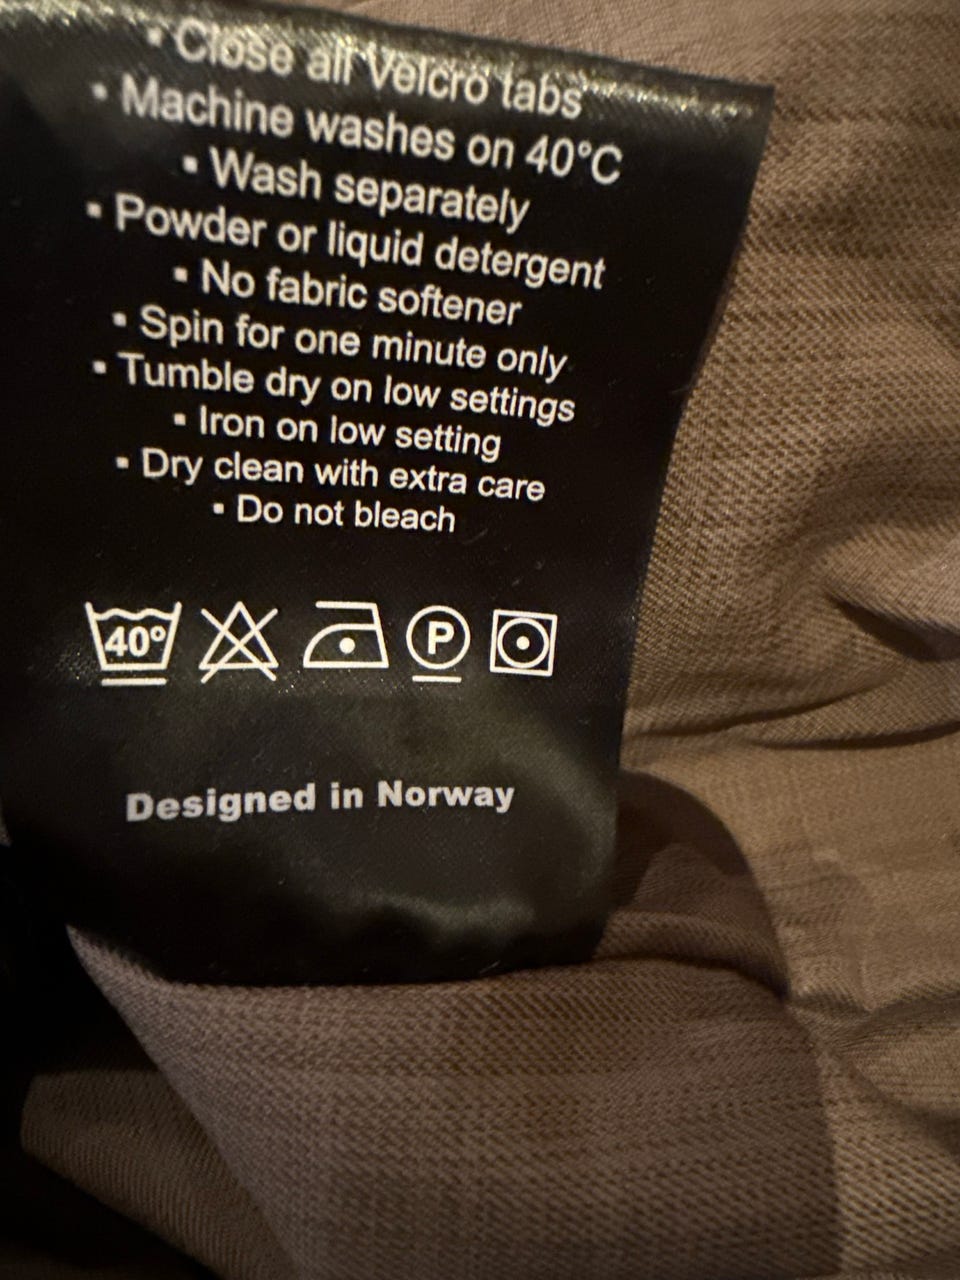 ▪ Close all Velcro tabs
▪ Machine washes on 40°C
▪ Wash separately
▪ Powder or liquid detergent
▪ No fabric softener
▪ Spin for one minute only
▪ Tumble dry on low settings
▪ Iron on low setting
▪ Dry clean with extra care
▪ Do not bleach
40° P
Designed in Norway